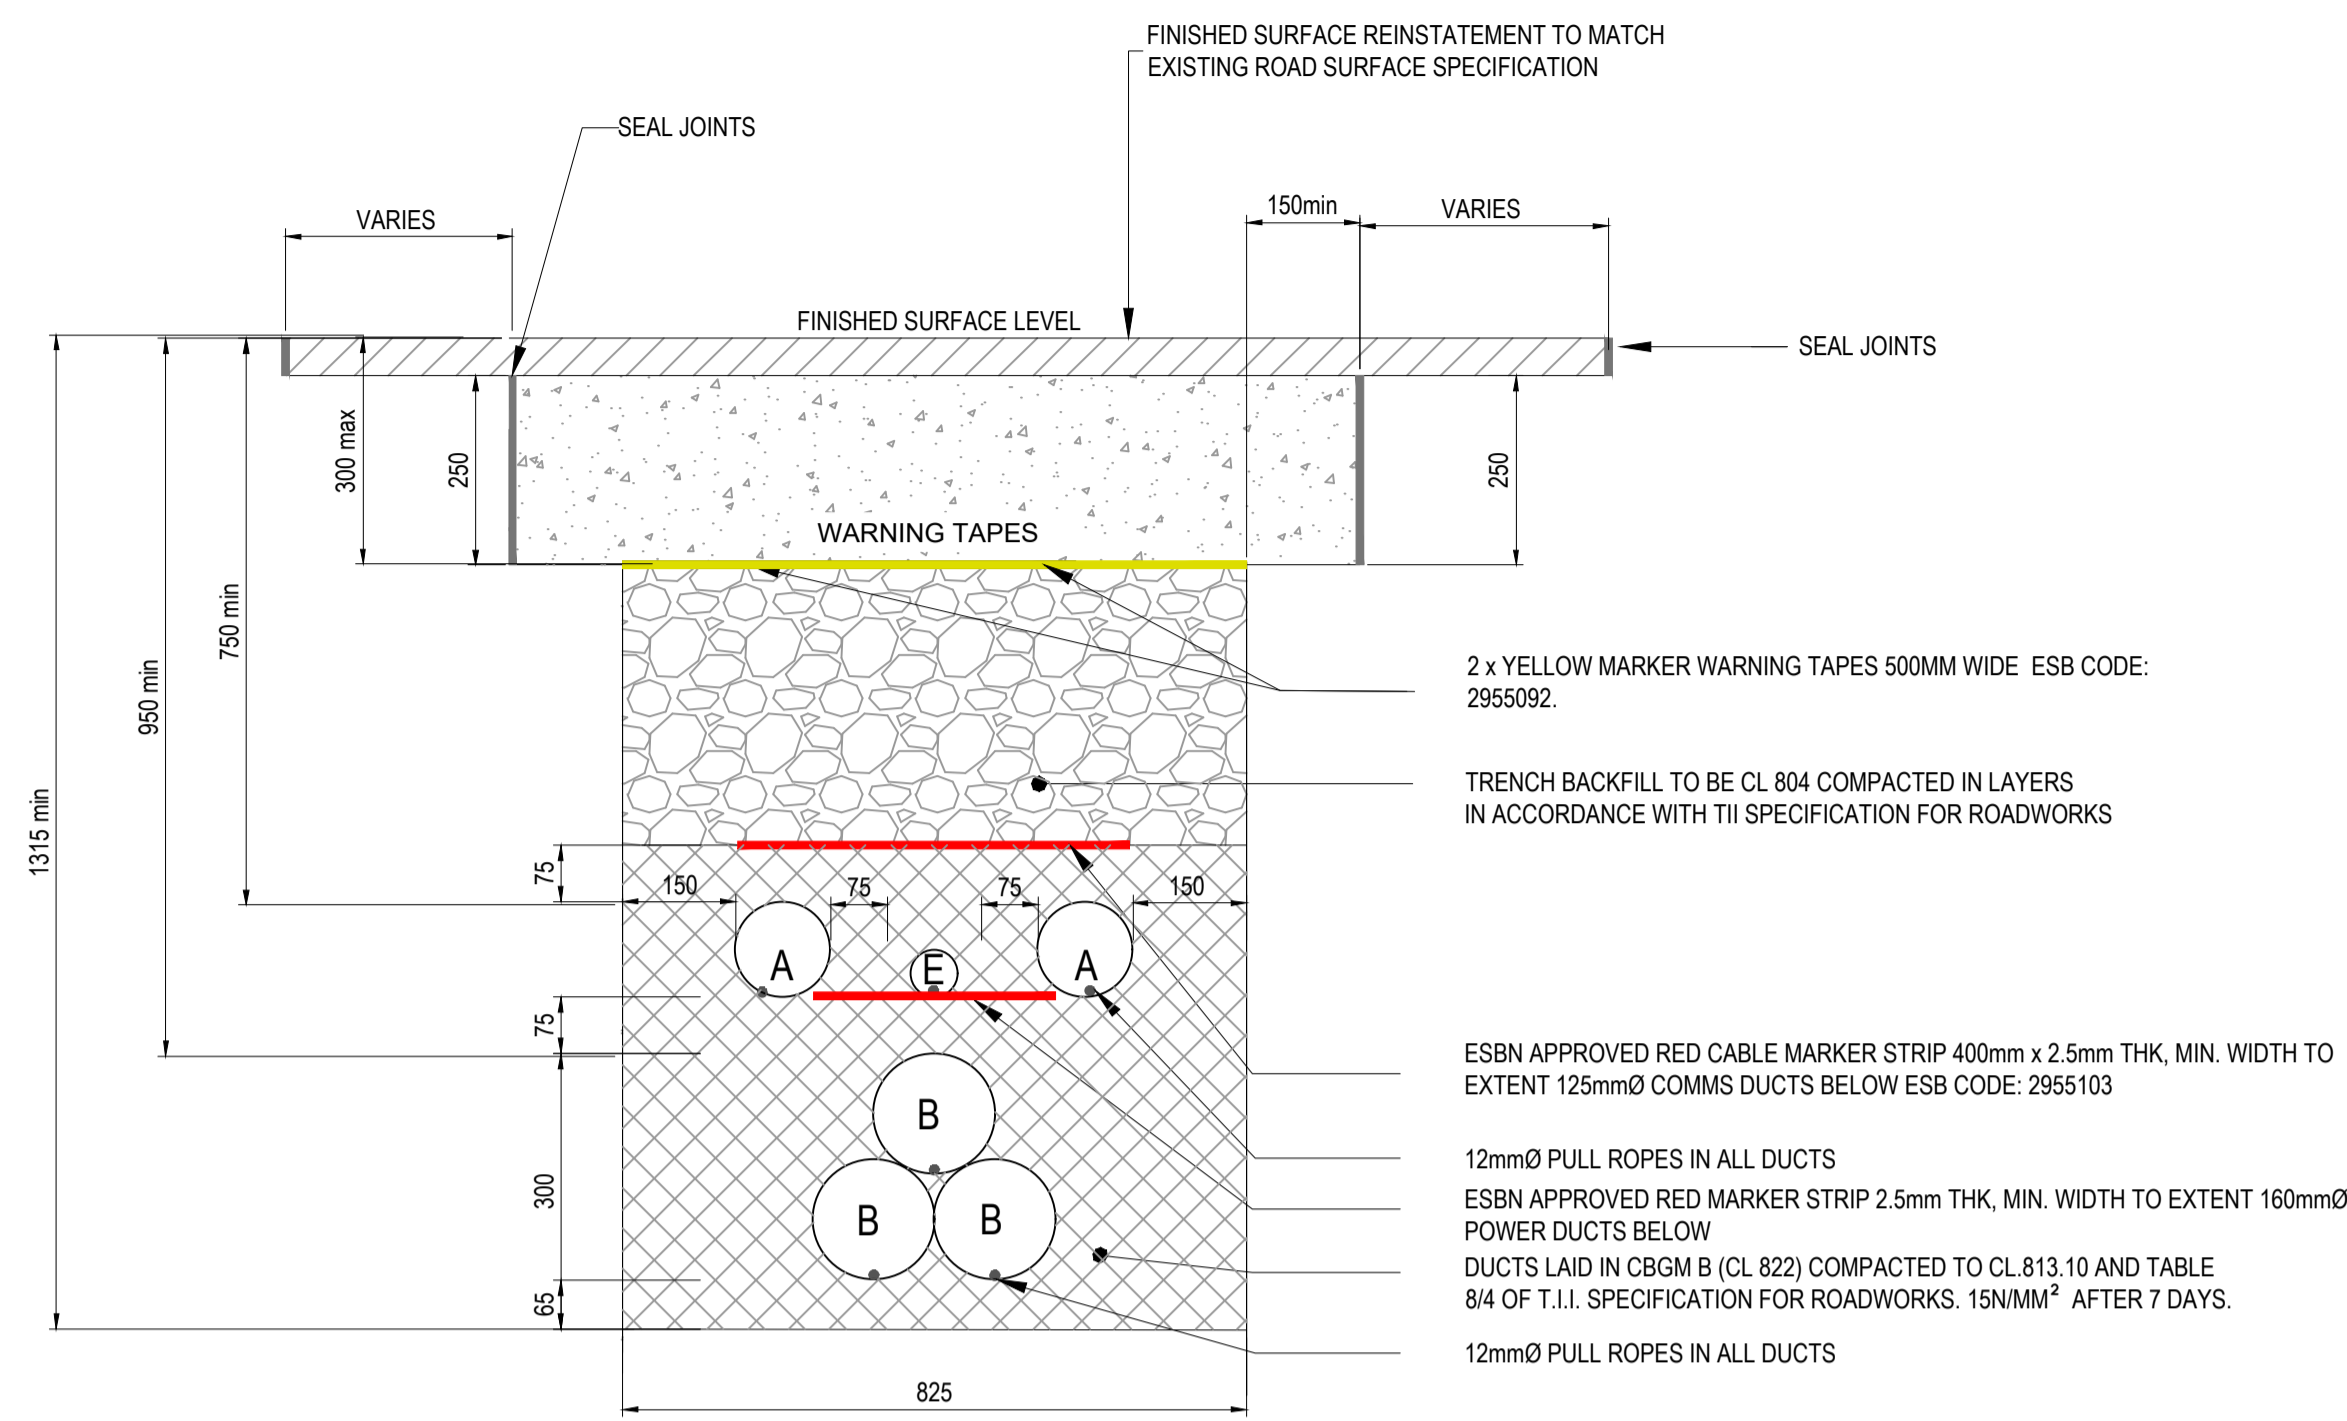 FINISHED SURFACE REINSTATEMENT TO MATCH
EXISTING ROAD SURFACE SPECIFICATION
SEAL JOINTS
VARIES
150min
VARIES
FINISHED SURFACE LEVEL
SEAL JOINTS
300 max
250
250
WARNING TAPES
750 min
950 min
1315 min
2 x YELLOW MARKER WARNING TAPES 500MM WIDE ESB CODE:
2955092.
TRENCH BACKFILL TO BE CL 804 COMPACTED IN LAYERS
IN ACCORDANCE WITH TII SPECIFICATION FOR ROADWORKS
75
150
75
75
150
A
E
A
75
ESBN APPROVED RED CABLE MARKER STRIP 400mm x 2.5mm THK, MIN. WIDTH TO
EXTENT 125mmØ COMMS DUCTS BELOW ESB CODE: 2955103
B
12mmØ PULL ROPES IN ALL DUCTS
300
B
B
ESBN APPROVED RED MARKER STRIP 2.5mm THK, MIN. WIDTH TO EXTENT 160mmØ
POWER DUCTS BELOW
DUCTS LAID IN CBGM B (CL 822) COMPACTED TO CL.813.10 AND TABLE
8/4 OF T.I.I. SPECIFICATION FOR ROADWORKS. 15N/MM² AFTER 7 DAYS.
65
12mmØ PULL ROPES IN ALL DUCTS
825